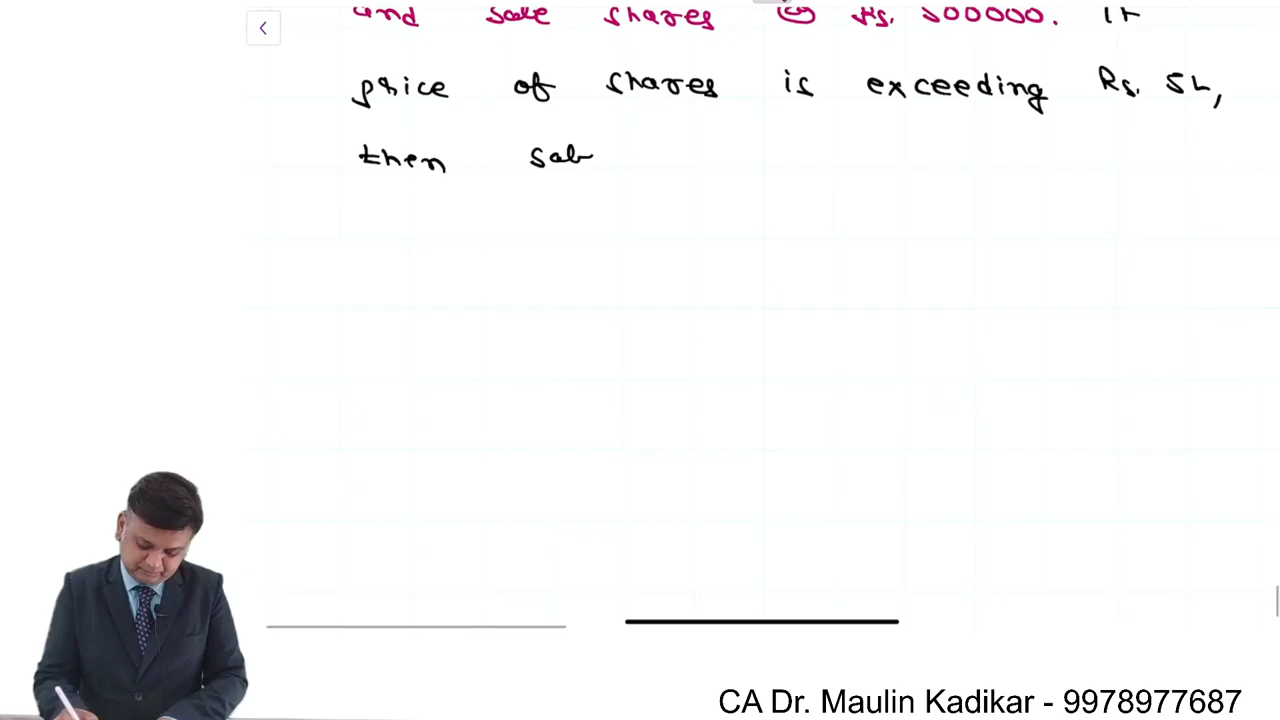 and sale shares @ Rs. 500000. If
price of shares is exceeding Rs. 5L,
then sale
CA Dr. Maulin Kadikar - 9978977687